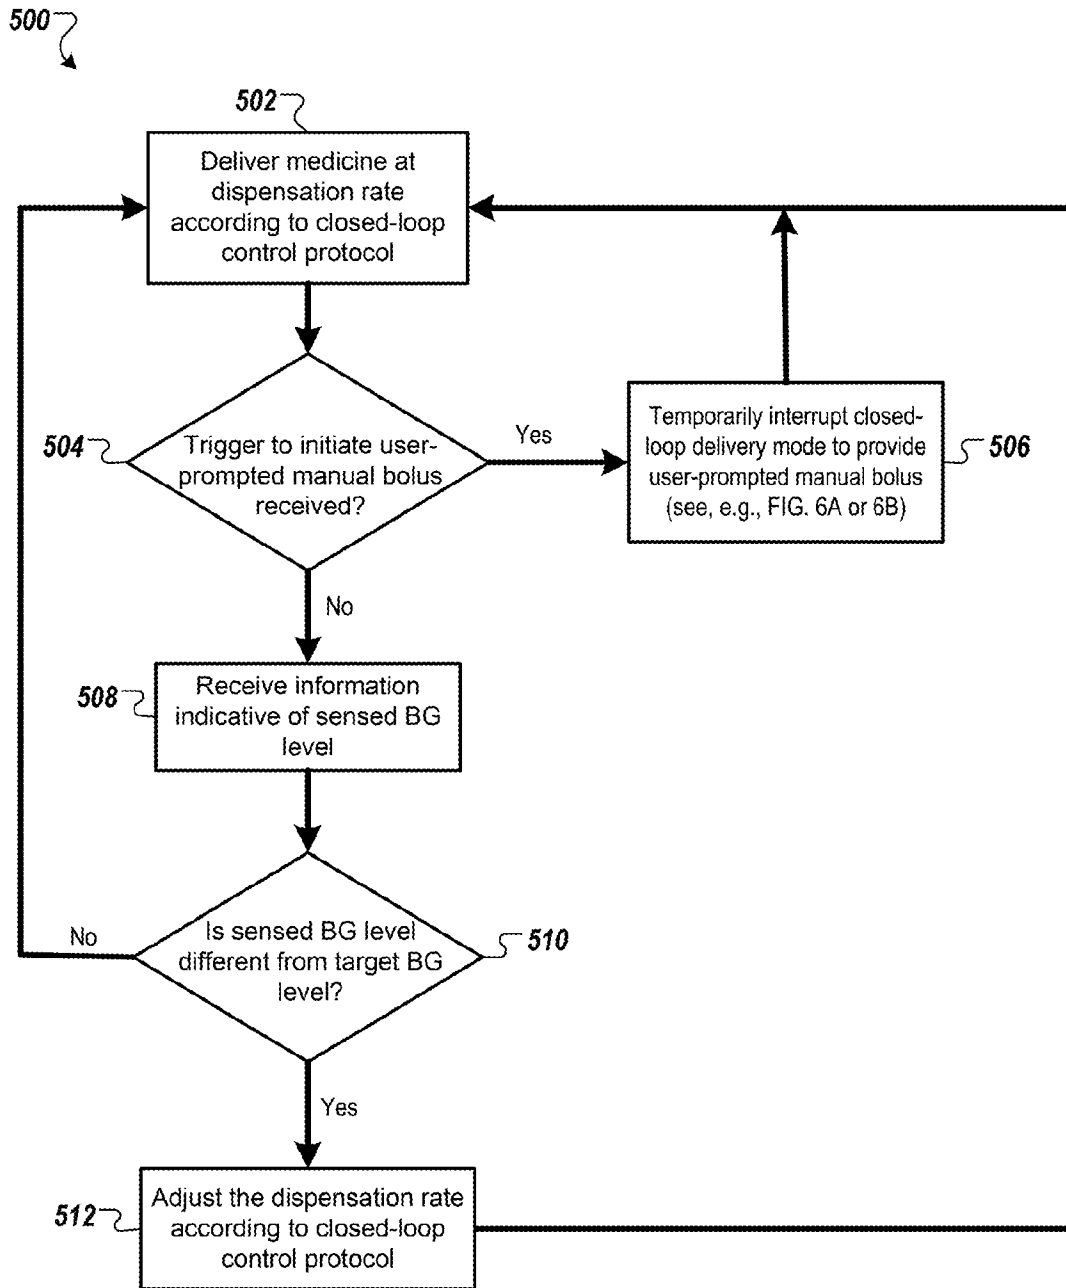 500
502
Deliver medicine at
dispensation rate
according to closed-loop
control protocol
504
Trigger to initiate user-
prompted manual bolus
received?
Yes
Temporarily interrupt closed-
loop delivery mode to provide
user-prompted manual bolus
(see, e.g., FIG. 6A or 6B)
506
No
508
Receive information
indicative of sensed BG
level
No
Is sensed BG level
different from target BG
level?
510
Yes
512
Adjust the dispensation rate
according to closed-loop
control protocol